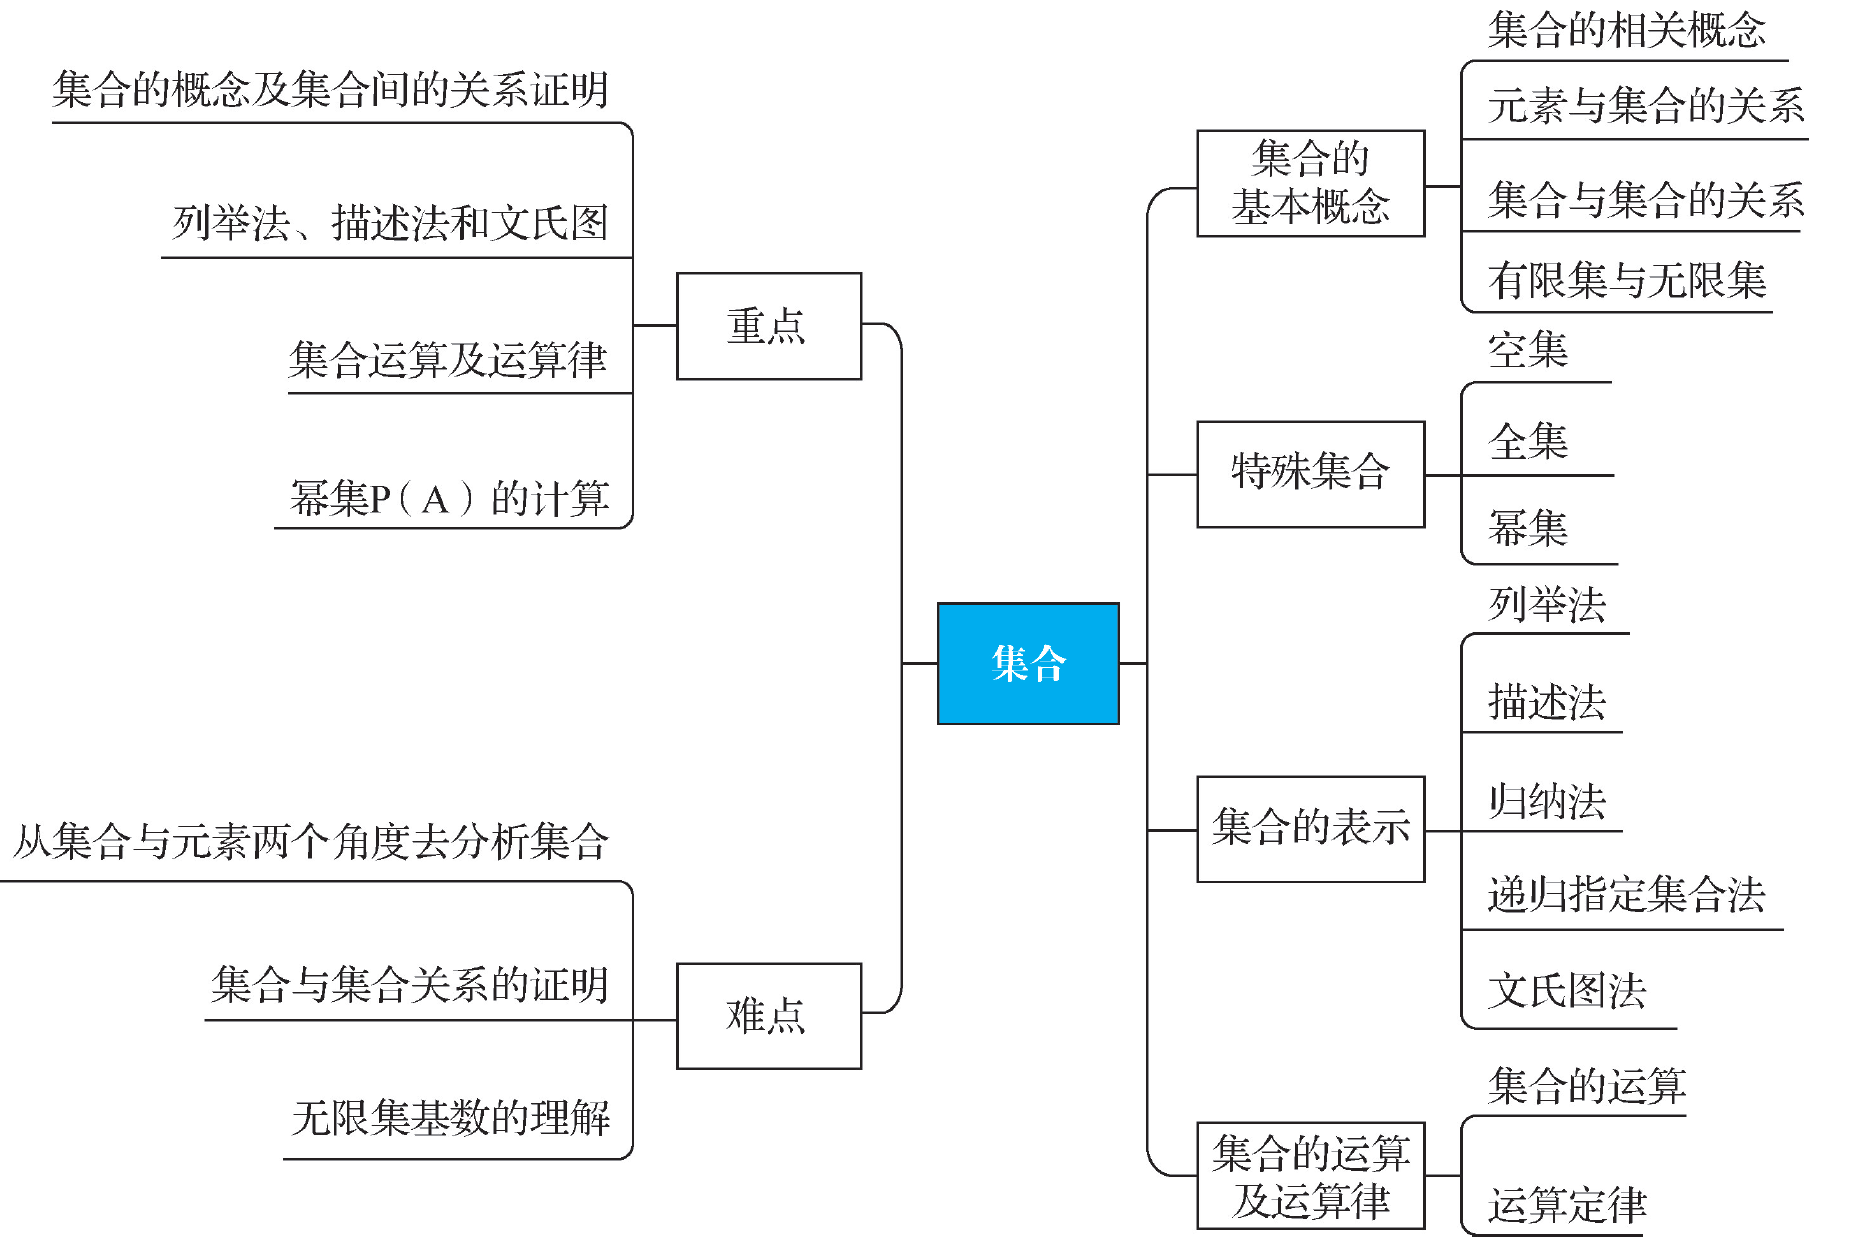 集合的概念及集合间的关系证明
列举法、描述法和文氏图
集合运算及运算律
幂集P（A）的计算
重点
从集合与元素两个角度去分析集合
集合与集合关系的证明
无限集基数的理解
难点
集合
集合的
基本概念
集合的相关概念
元素与集合的关系
集合与集合的关系
有限集与无限集
特殊集合
空集
全集
幂集
集合的表示
列举法
描述法
归纳法
递归指定集合法
文氏图法
集合的运算
及运算律
集合的运算
运算定律